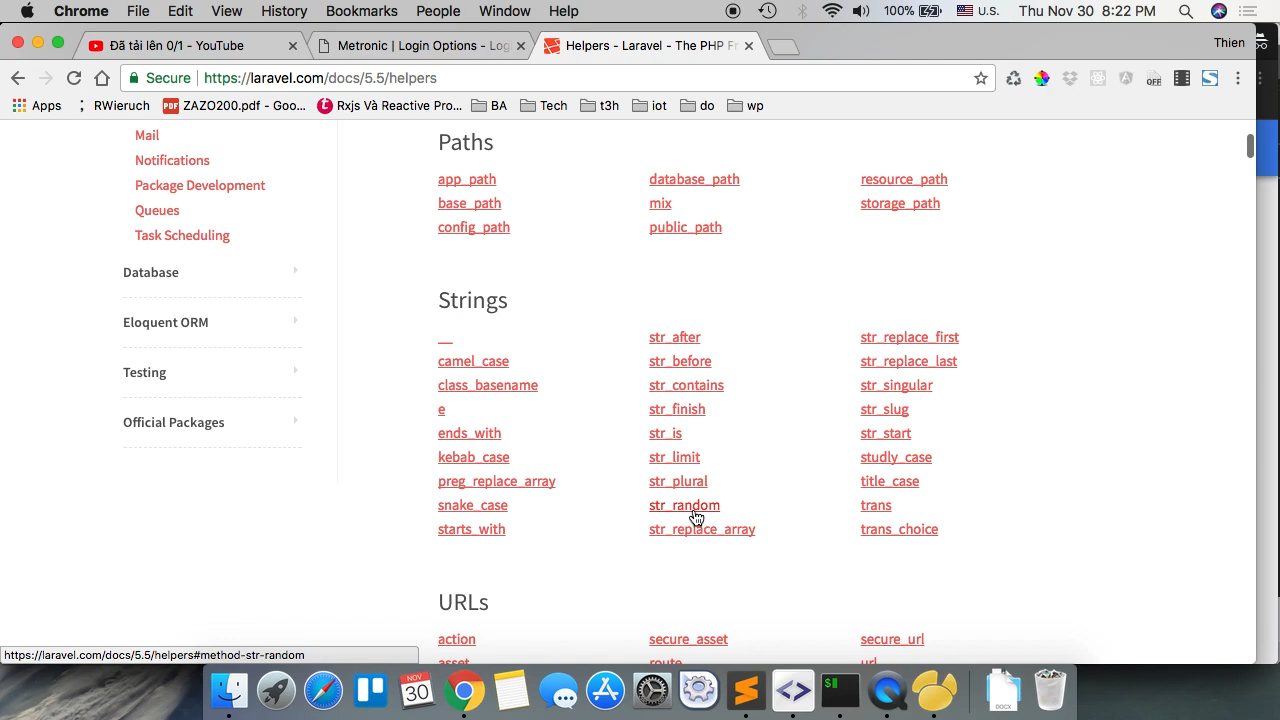 Chrome File Edit View History Bookmarks People Window Help 100% U.S. Thu Nov 30 8:22 PM
Đã tải lên 0/1 - YouTube Metronic | Login Options - Log Helpers - Laravel - The PHP Fr Thien
Secure https://laravel.com/docs/5.5/helpers OFF
Apps RWieruch PDF ZAZO200.pdf - Goo... t Rxjs Và Reactive Pro... BA Tech t3h iot do wp
Mail
Notifications
Package Development
Queues
Task Scheduling
Database
Eloquent ORM
Testing
Official Packages
Paths
app_path database_path resource_path
base_path mix storage_path
config_path public_path
Strings
__ str_after str_replace_first
camel_case str_before str_replace_last
class_basename str_contains str_singular
e str_finish str_slug
ends_with str_is str_start
kebab_case str_limit studly_case
preg_replace_array str_plural title_case
snake_case str_random trans
starts_with str_replace_array trans_choice
URLs
action secure_asset secure_url
asset route url
https://laravel.com/docs/5.5/helpers#method-str-random
NOV
30
$
DOCX